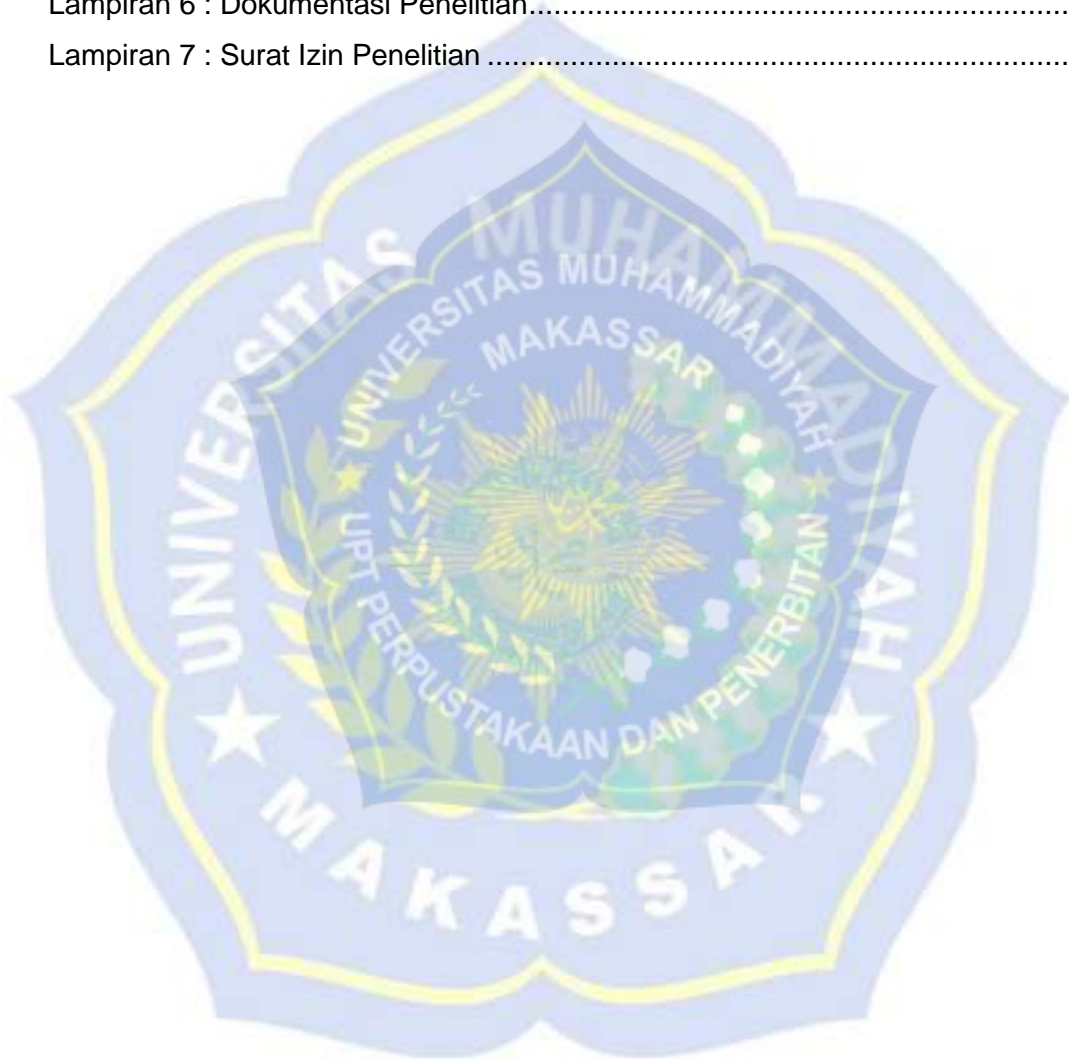 Lampiran 6 : Dokumentasi Penelitian..................................................................
Lampiran 7 : Surat Izin Penelitian .......................................................................
UNIVERSITAS MUHAMMADIYAH
MAKASSAR
UNIVERSITAS MUHAMMADIYAH
MAKASSAR
UPT PERPUSTAKAAN DAN PENERBITAN